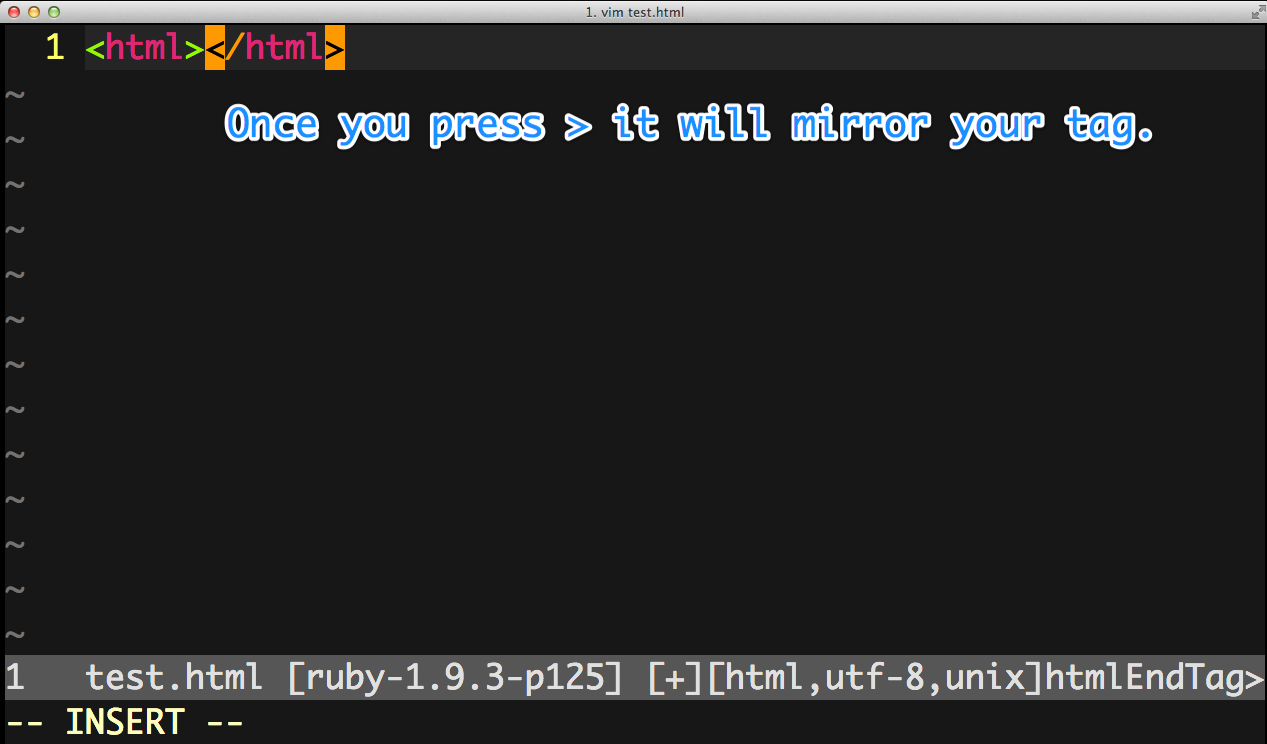 1. vim test.html
1 <html></html>
~
Once you press > it will mirror your tag.
~
~
~
~
~
~
~
~
~
~
~
~
1 test.html [ruby-1.9.3-p125] [+][html,utf-8,unix]htmlEndTag>
-- INSERT --